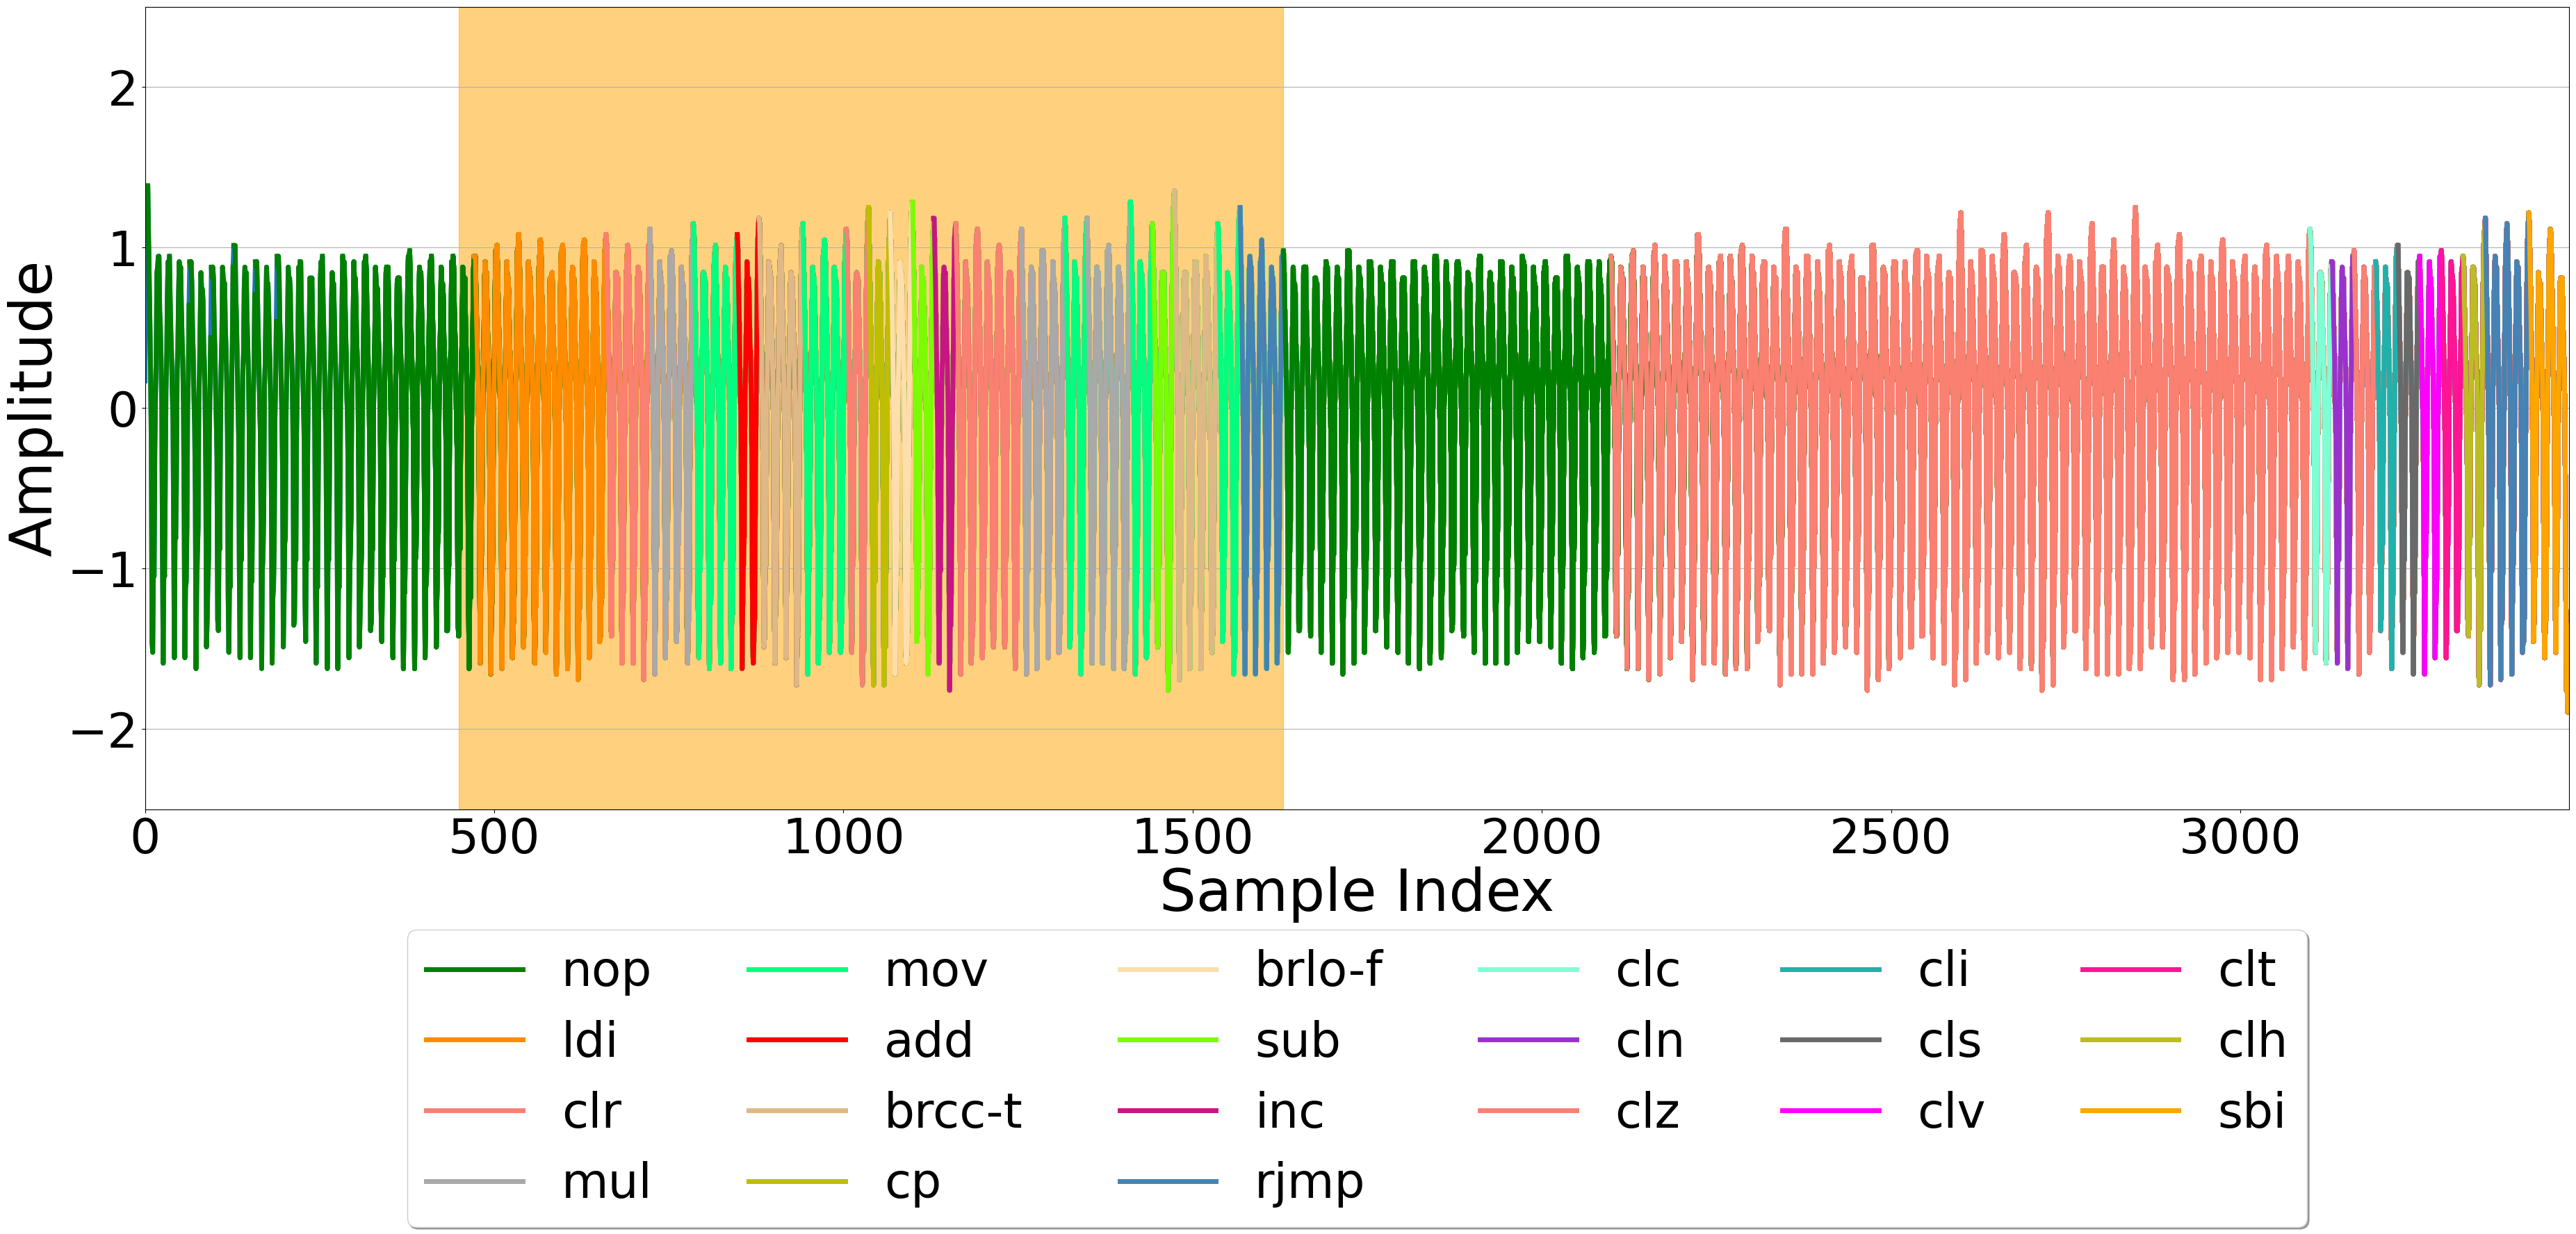 2
1
0
−1
−2
Amplitude
0 500 1000 1500 2000 2500 3000
Sample Index
nop mov brlo-f clc cli clt
ldi add sub cln cls clh
clr brcc-t inc clz clv sbi
mul cp rjmp